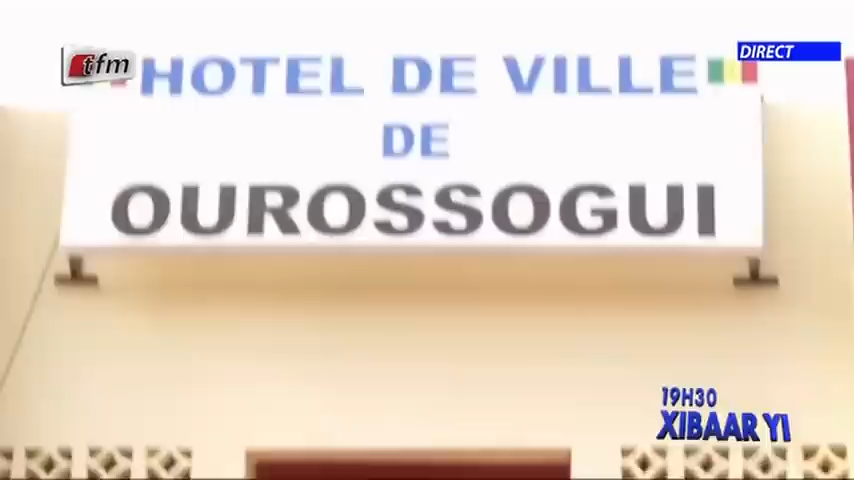 tfm
DIRECT
HOTEL DE VILLE
DE
OUROSSOGUI
19H30
XIBAAR YI